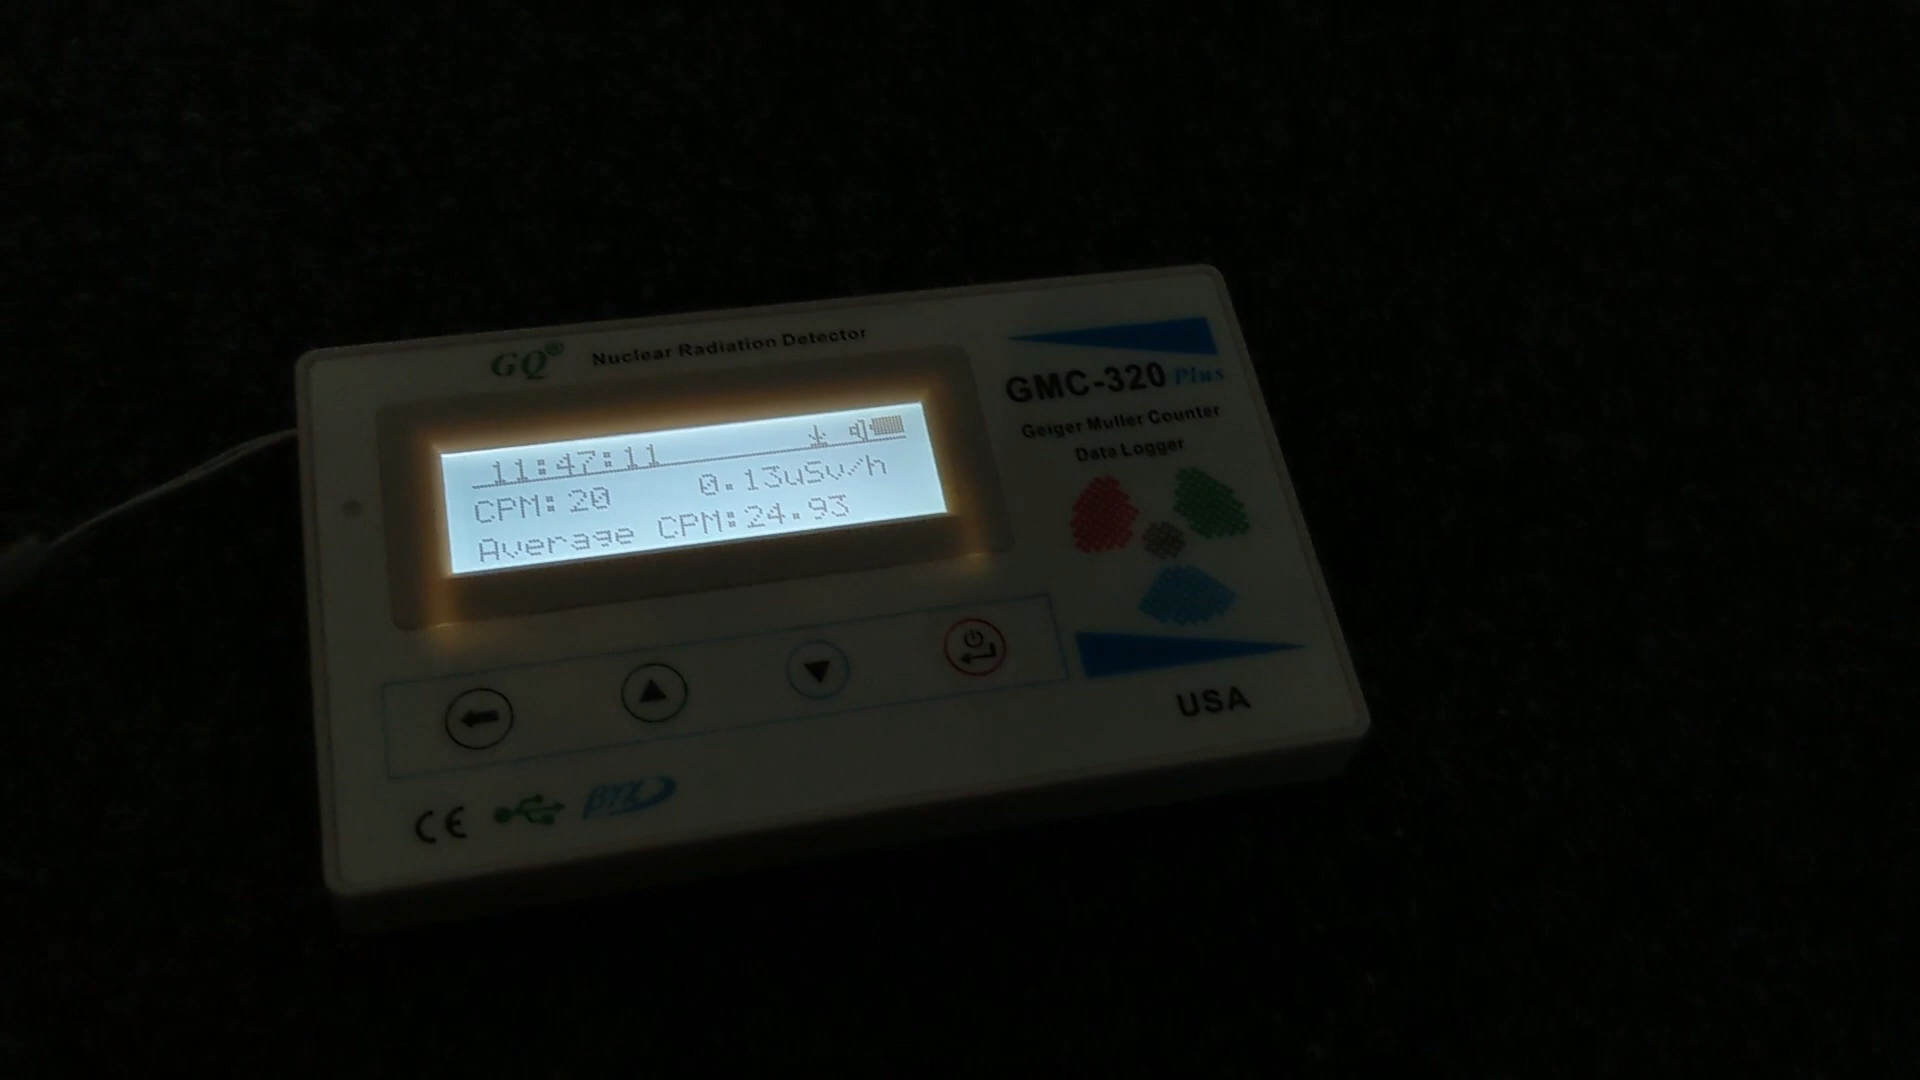 GQ® Nuclear Radiation Detector
11:47:11
CPM:20 0.13uSv/h
Average CPM:24.93
GMC-320 Plus
Geiger Muller Counter
Data Logger
USA
CE